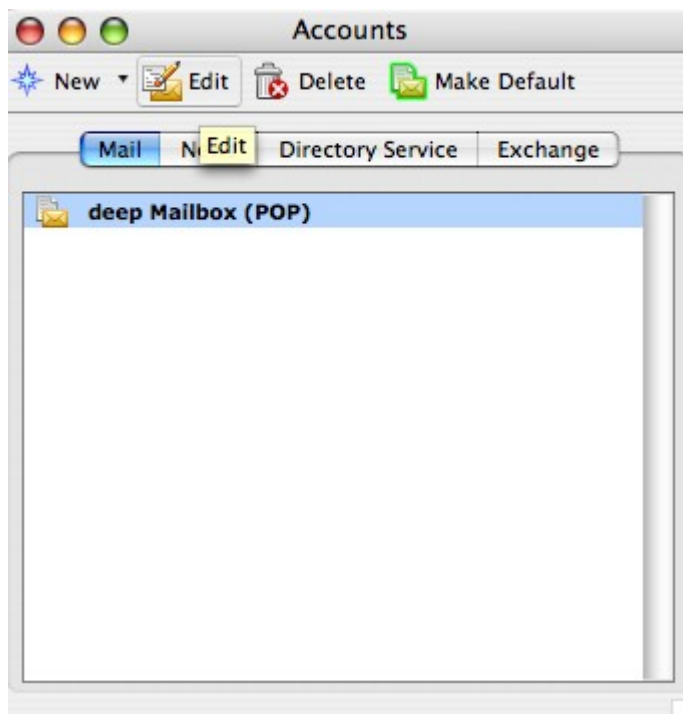 Accounts
New Edit Delete Make Default
Mail Edit Directory Service Exchange
deep Mailbox (POP)